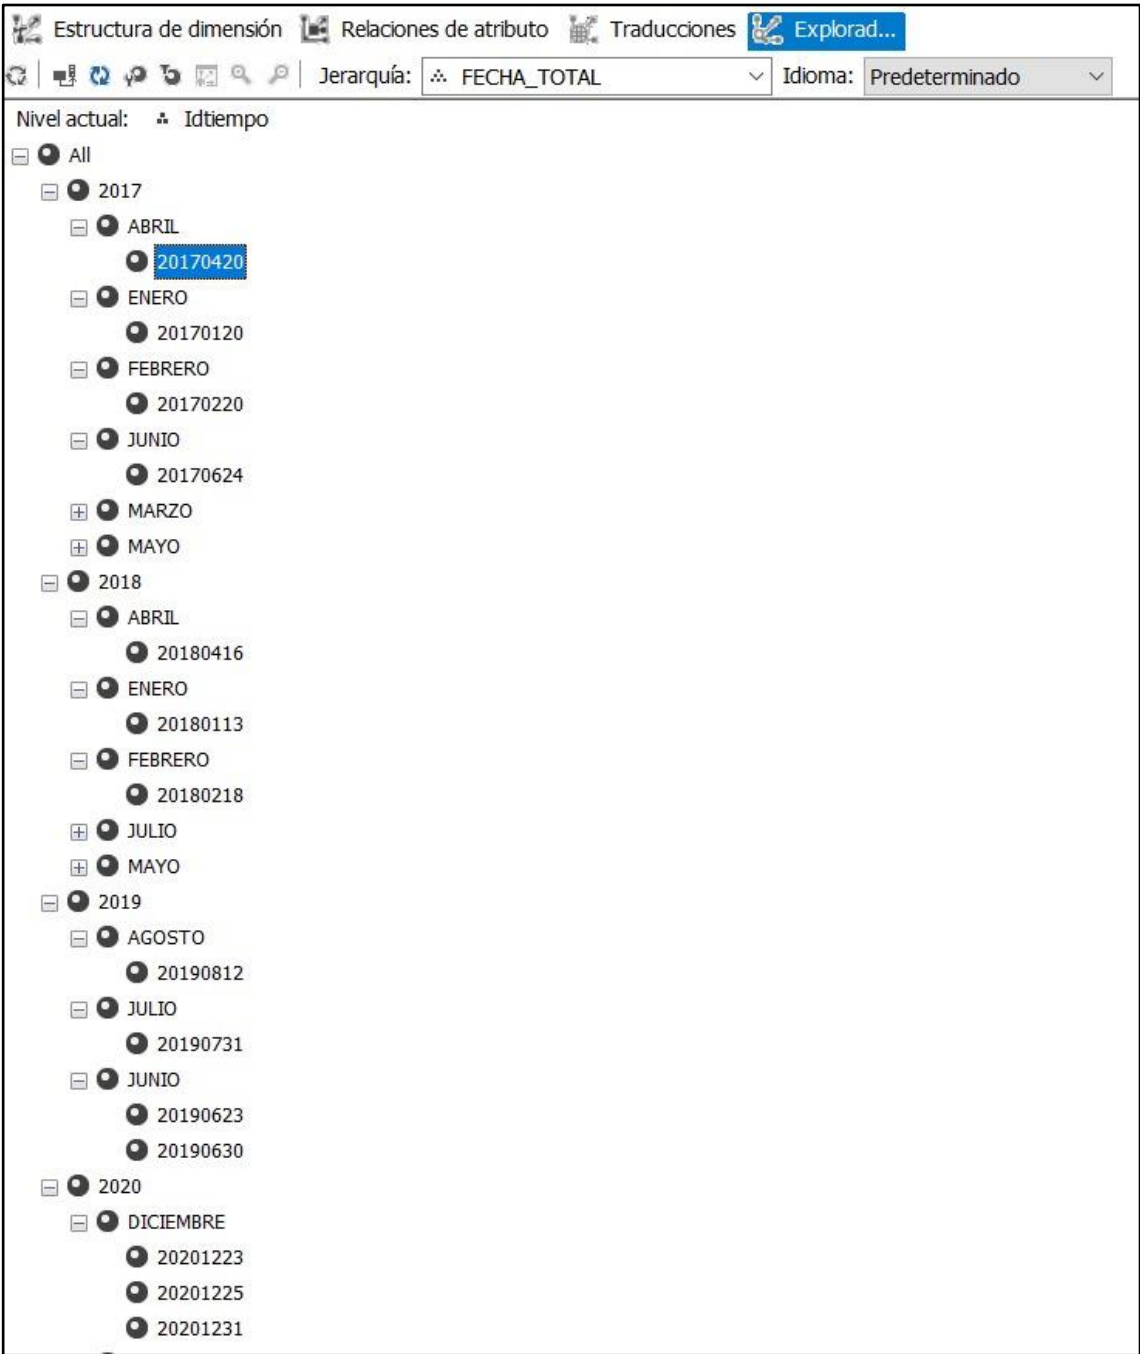 Estructura de dimensión Relaciones de atributo Traducciones Explorad...
Jerarquía: FECHA_TOTAL Idioma: Predeterminado
Nivel actual: Idtiempo
All
2017
ABRIL
20170420
ENERO
20170120
FEBRERO
20170220
JUNIO
20170624
MARZO
MAYO
2018
ABRIL
20180416
ENERO
20180113
FEBRERO
20180218
JULIO
MAYO
2019
AGOSTO
20190812
JULIO
20190731
JUNIO
20190623
20190630
2020
DICIEMBRE
20201223
20201225
20201231